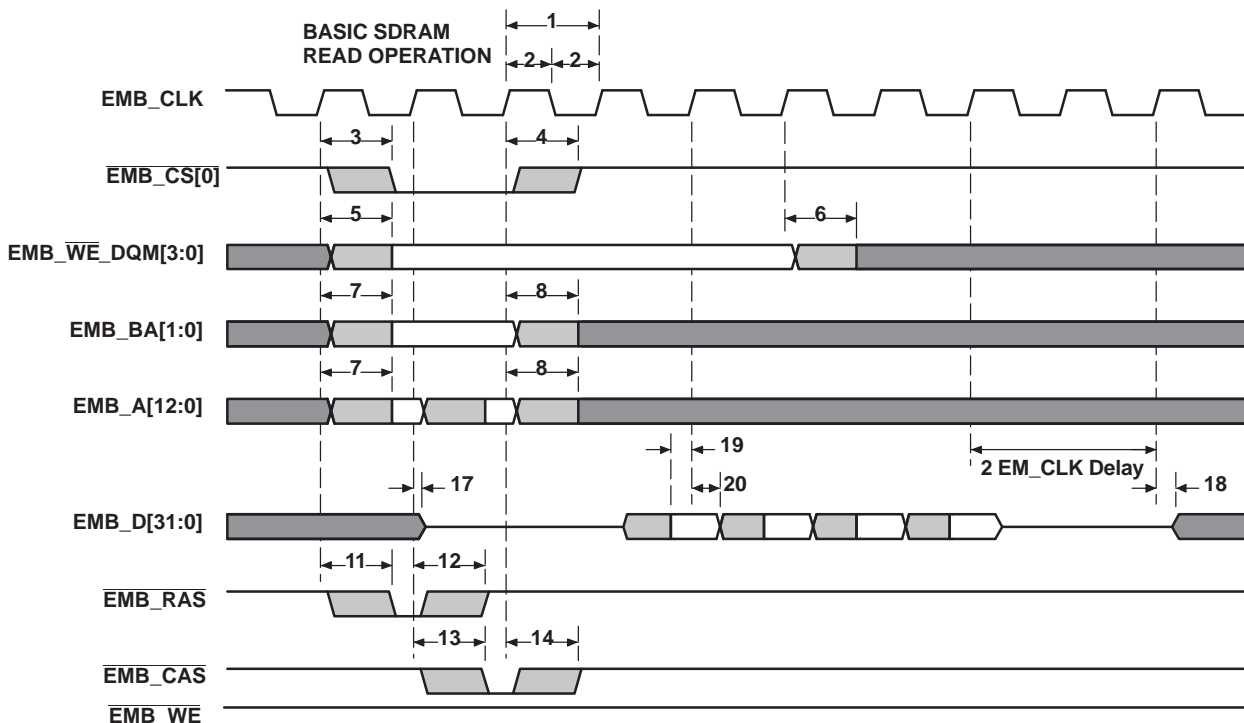 1
BASIC SDRAM
READ OPERATION
2 2
EMB_CLK
3 4
EMB_CS[0]
5 6
EMB_WE_DQM[3:0]
7 8
EMB_BA[1:0]
7 8
EMB_A[12:0]
19
2 EM_CLK Delay
17 20 18
EMB_D[31:0]
11 12
EMB_RAS
13 14
EMB_CAS
EMB_WE